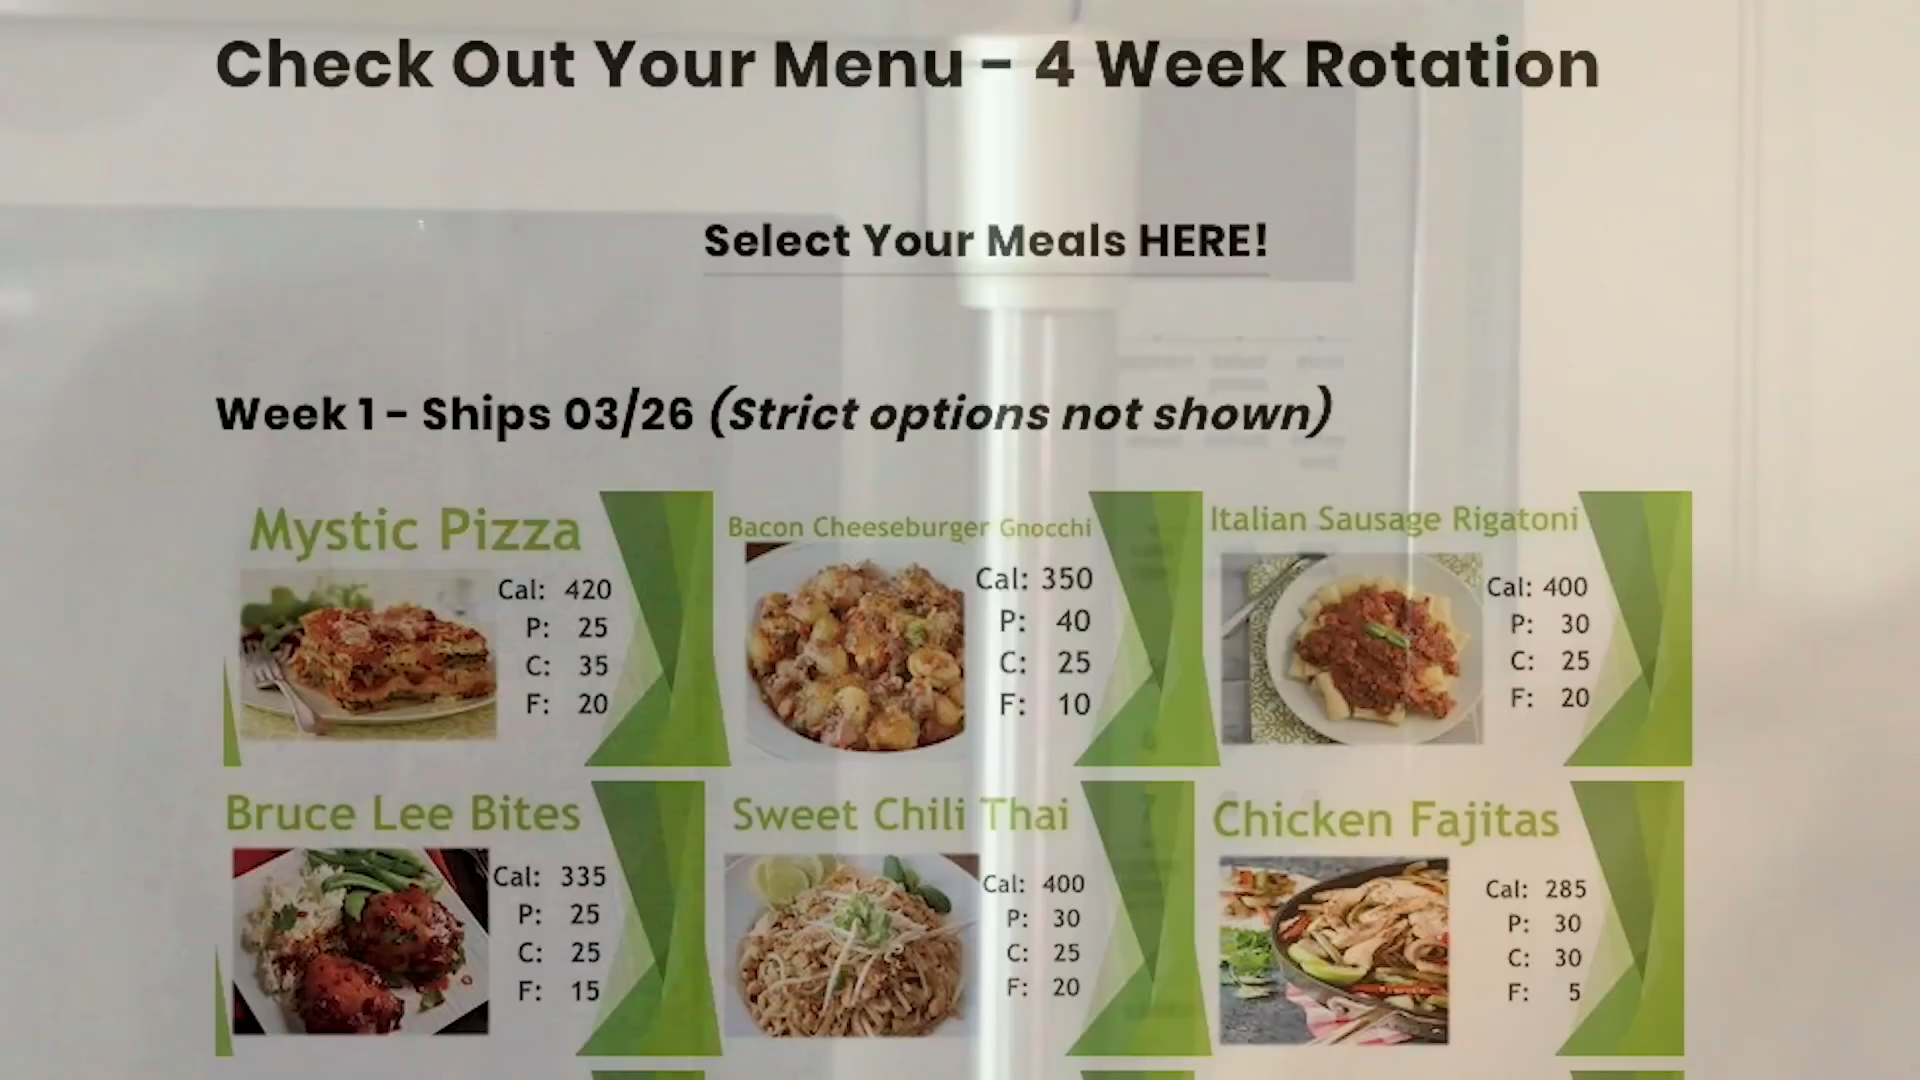 Check Out Your Menu - 4 Week Rotation
Select Your Meals HERE!
Week 1 - Ships 03/26 (Strict options not shown)
Mystic Pizza
Cal: 420
P: 25
C: 35
F: 20
Bacon Cheeseburger Gnocchi
Cal: 350
P: 40
C: 25
F: 10
Italian Sausage Rigatoni
Cal: 400
P: 30
C: 25
F: 20
Bruce Lee Bites
Cal: 335
P: 25
C: 25
F: 15
Sweet Chili Thai
Cal: 400
P: 30
C: 25
F: 20
Chicken Fajitas
Cal: 285
P: 30
C: 30
F: 5